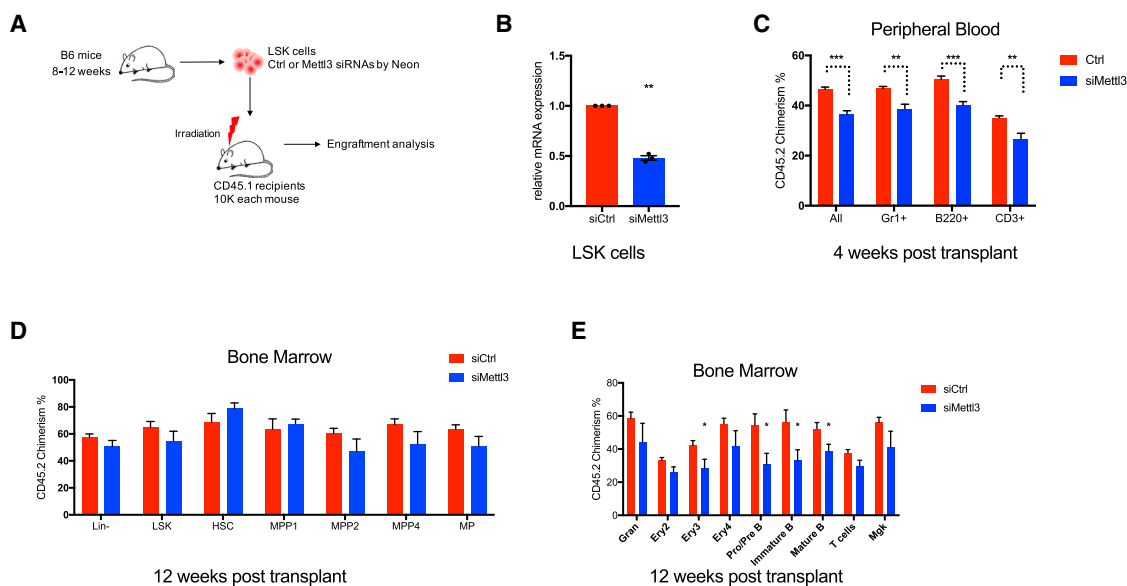 A
B6 mice
8-12 weeks
LSK cells
Ctrl or Mettl3 siRNAs by Neon
Irradiation
Engraftment analysis
CD45.1 recipients
10K each mouse
B
relative mRNA expression
1.5
1.0
0.5
0.0
**
siCtrl
siMettl3
LSK cells
C
Peripheral Blood
CD45.2 Chimerism %
60
40
20
0
***
**
***
**
Ctrl
siMettl3
All
Gr1+
B220+
CD3+
4 weeks post transplant
D
Bone Marrow
siCtrl
siMettl3
CD45.2 Chimerism %
100
80
60
40
20
0
Lin-
LSK
HSC
MPP1
MPP2
MPP4
MP
12 weeks post transplant
E
Bone Marrow
siCtrl
siMettl3
CD45.2 Chimerism %
80
60
40
20
0
*
*
*
*
Gran
Ery2
Ery3
Ery4
Pro/Pre B
Immature B
Mature B
T cells
Mgk
12 weeks post transplant